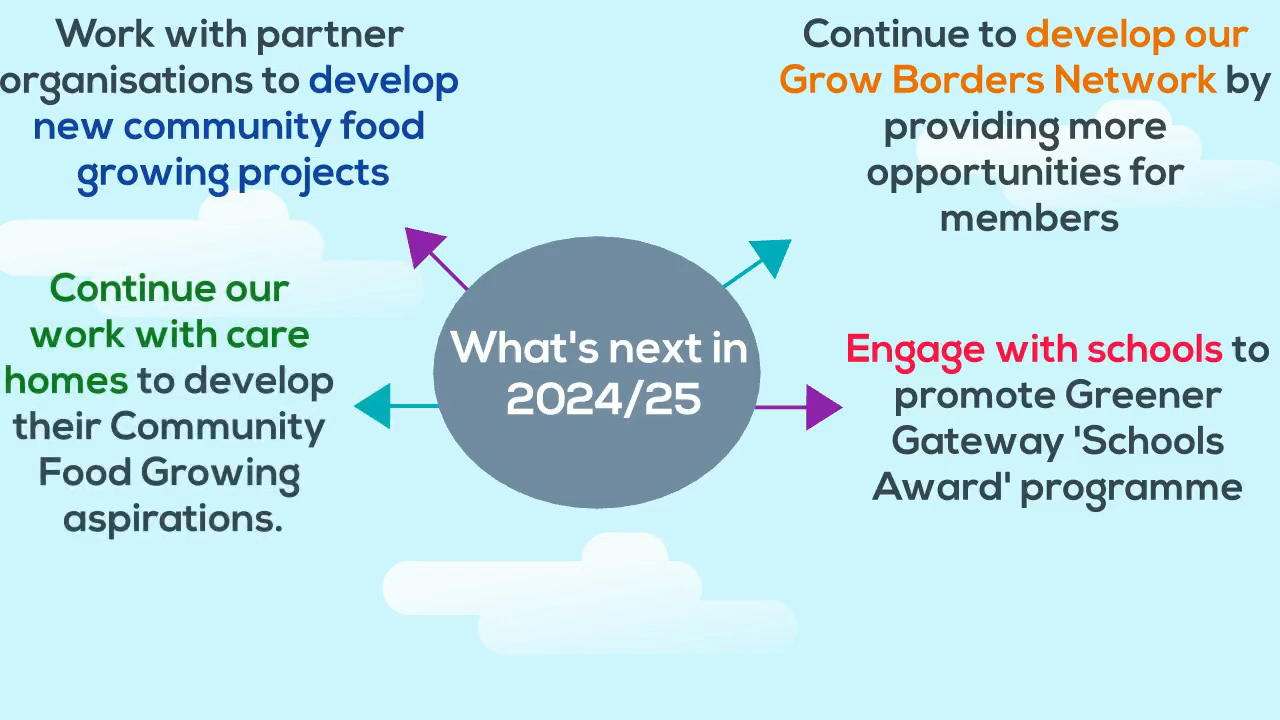 Work with partner
organisations to develop
new community food
growing projects
Continue to develop our
Grow Borders Network by
providing more
opportunities for
members
Continue our
work with care
homes to develop
their Community
Food Growing
aspirations.
What's next in
2024/25
Engage with schools to
promote Greener
Gateway 'Schools
Award' programme